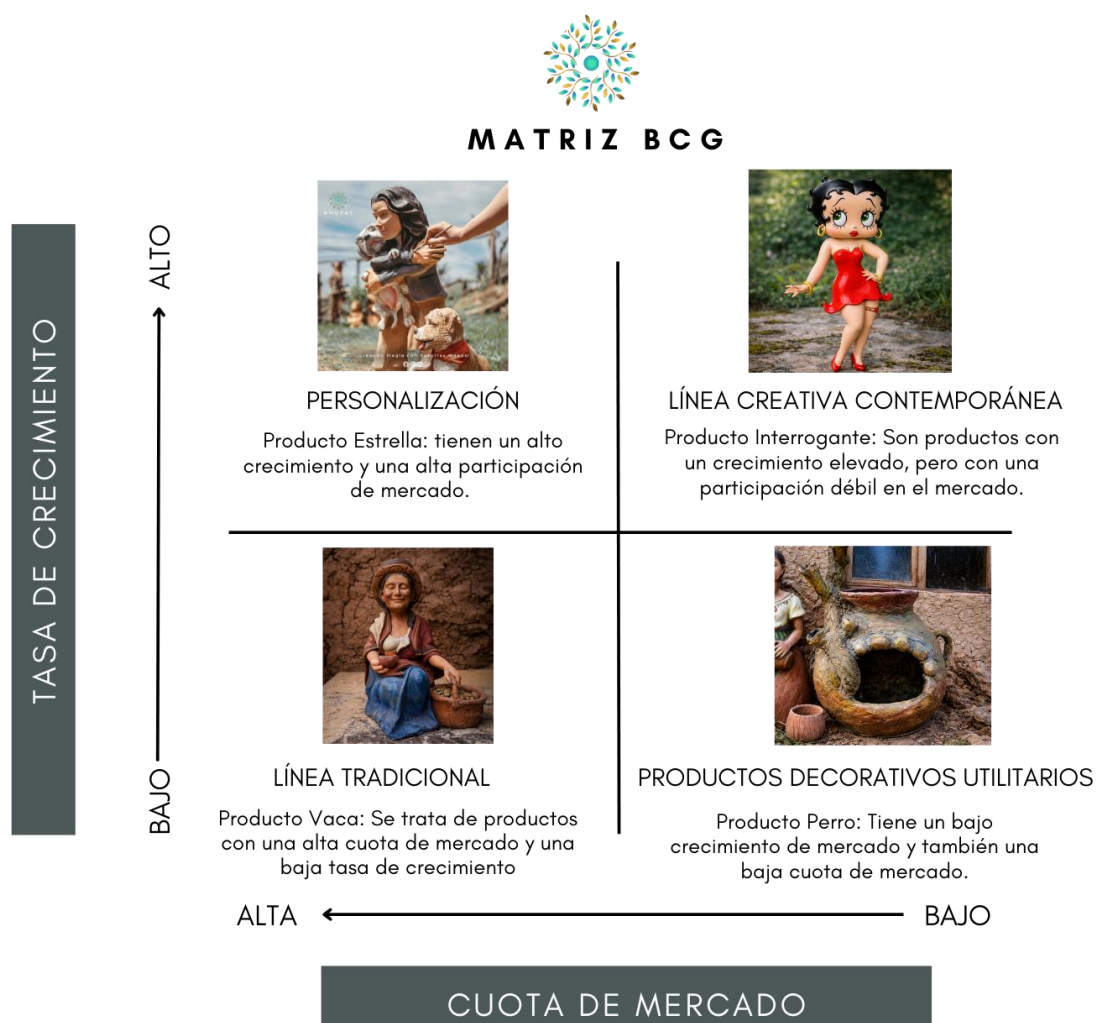 MATRIZ BCG
TASA DE CRECIMIENTO
ALTO
BAJO
PERSONALIZACIÓN
Producto Estrella: tienen un alto
crecimiento y una alta participación
de mercado.
LÍNEA CREATIVA CONTEMPORÁNEA
Producto Interrogante: Son productos con
un crecimiento elevado, pero con una
participación débil en el mercado.
LÍNEA TRADICIONAL
Producto Vaca: Se trata de productos
con una alta cuota de mercado y una
baja tasa de crecimiento
PRODUCTOS DECORATIVOS UTILITARIOS
Producto Perro: Tiene un bajo
crecimiento de mercado y también una
baja cuota de mercado.
ALTA
BAJO
CUOTA DE MERCADO